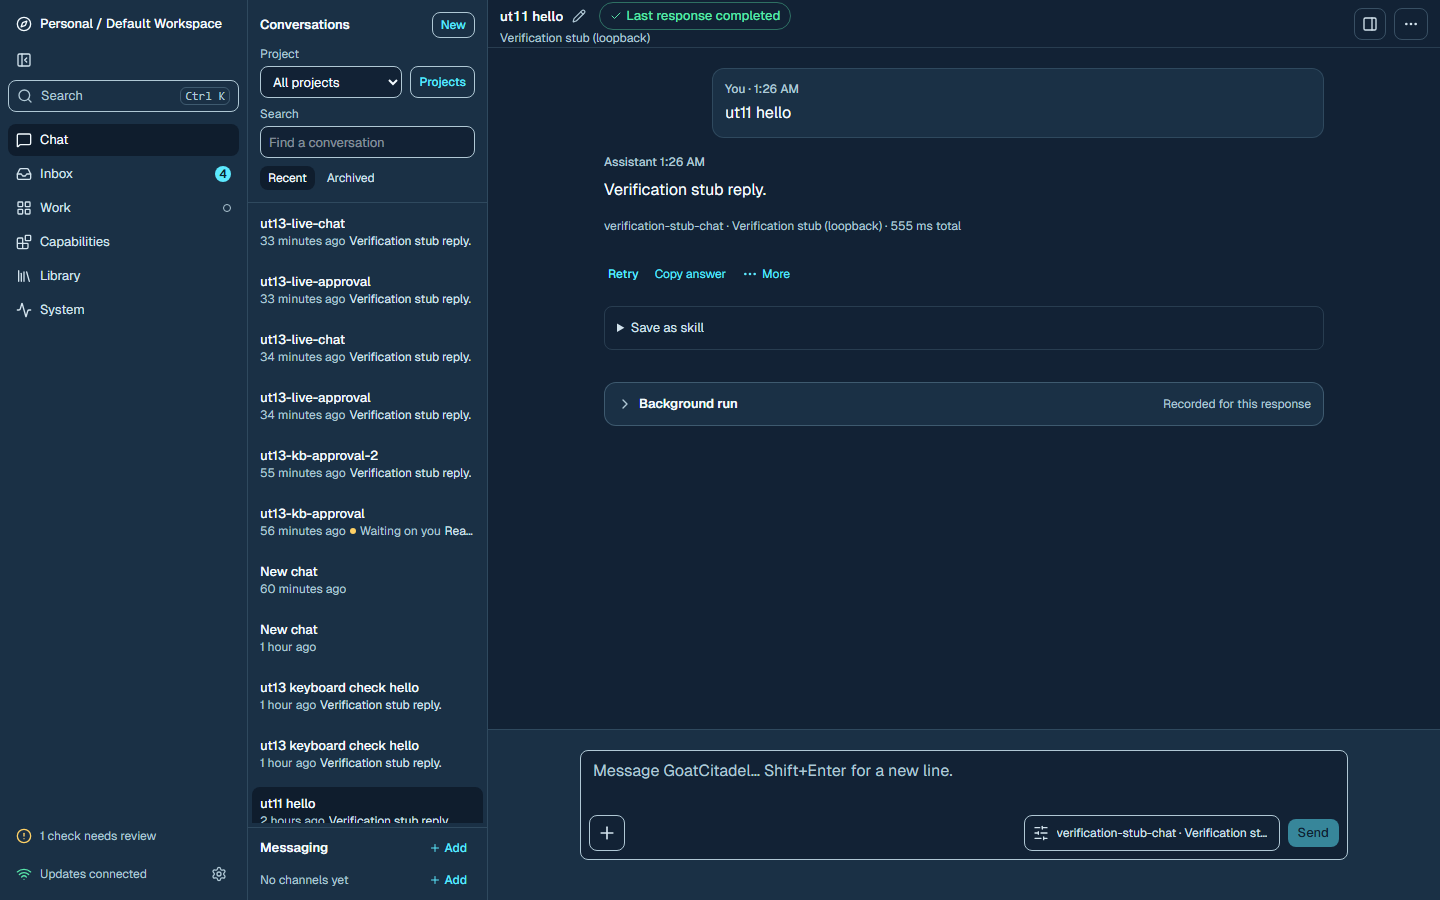 Personal / Default Workspace
Search
Ctrl K
Chat
Inbox
4
Work
Capabilities
Library
System
1 check needs review
Updates connected
Conversations
New
Project
All projects
Projects
Search
Find a conversation
Recent
Archived
ut13-live-chat
33 minutes ago Verification stub reply.
ut13-live-approval
33 minutes ago Verification stub reply.
ut13-live-chat
34 minutes ago Verification stub reply.
ut13-live-approval
34 minutes ago Verification stub reply.
ut13-kb-approval-2
55 minutes ago Verification stub reply.
ut13-kb-approval
56 minutes ago Waiting on you Rea...
New chat
60 minutes ago
New chat
1 hour ago
ut13 keyboard check hello
1 hour ago Verification stub reply.
ut13 keyboard check hello
1 hour ago Verification stub reply.
ut11 hello
2 hours ago Verification stub reply
Messaging
+ Add
No channels yet
+ Add
ut11 hello
Last response completed
Verification stub (loopback)
You · 1:26 AM
ut11 hello
Assistant 1:26 AM
Verification stub reply.
verification-stub-chat · Verification stub (loopback) · 555 ms total
Retry
Copy answer
More
Save as skill
Background run
Recorded for this response
Message GoatCitadel... Shift+Enter for a new line.
verification-stub-chat · Verification st...
Send